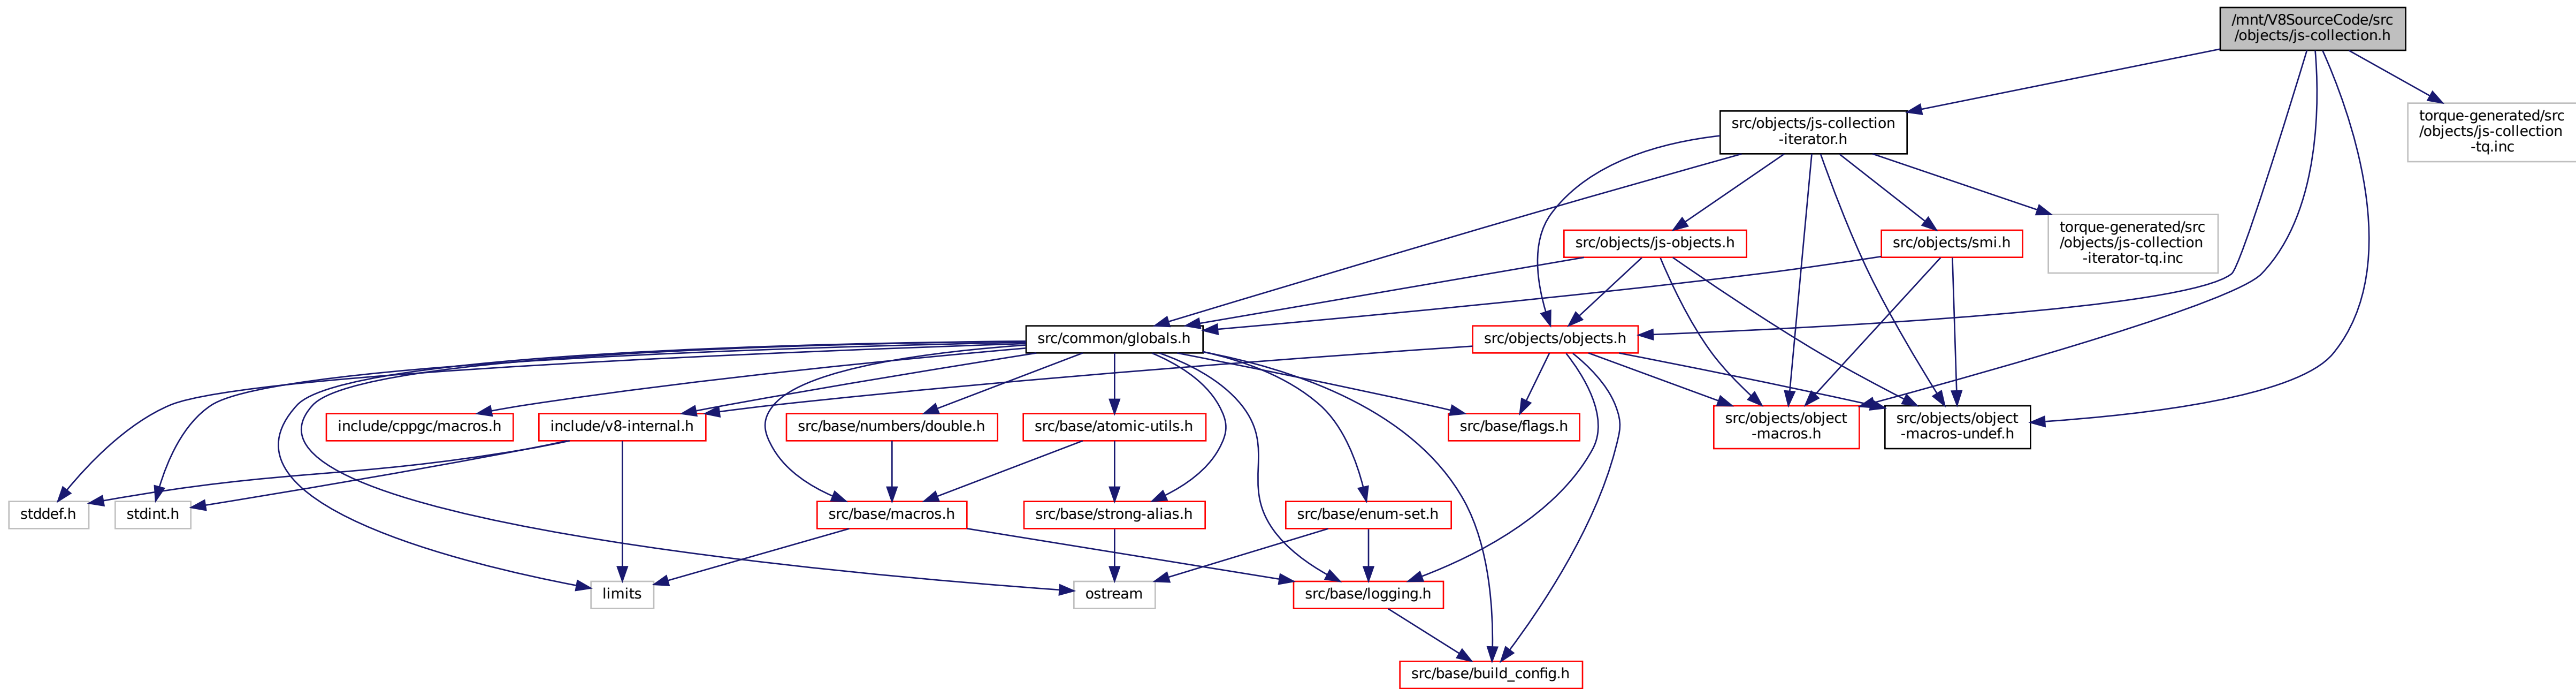 /mnt/V8SourceCode/src
/objects/js-collection.h
src/objects/js-collection
-iterator.h
torque-generated/src
/objects/js-collection
-tq.inc
src/objects/js-objects.h
src/objects/smi.h
torque-generated/src
/objects/js-collection
-iterator-tq.inc
src/common/globals.h
src/objects/objects.h
include/cppgc/macros.h
include/v8-internal.h
src/base/numbers/double.h
src/base/atomic-utils.h
src/base/flags.h
src/objects/object
-macros.h
src/objects/object
-macros-undef.h
stddef.h
stdint.h
src/base/macros.h
src/base/strong-alias.h
src/base/enum-set.h
limits
ostream
src/base/logging.h
src/base/build_config.h